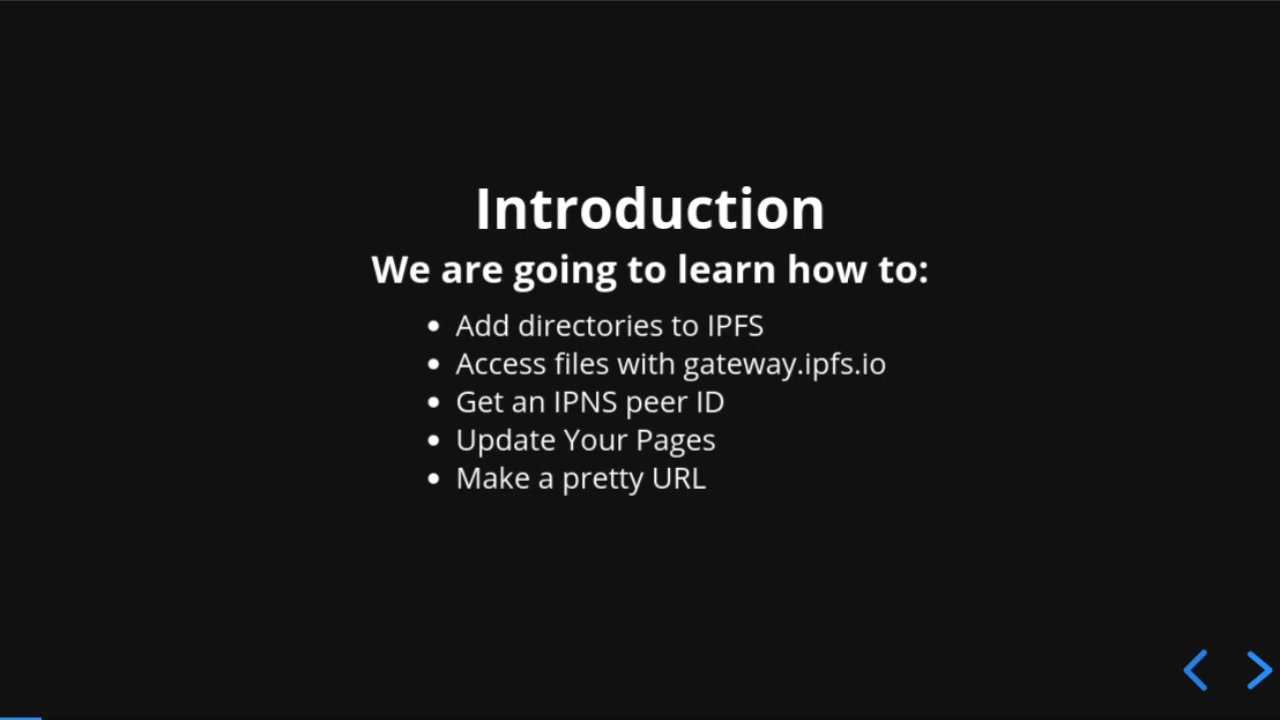 Introduction
We are going to learn how to:
Add directories to IPFS
Access files with gateway.ipfs.io
Get an IPNS peer ID
Update Your Pages
Make a pretty URL